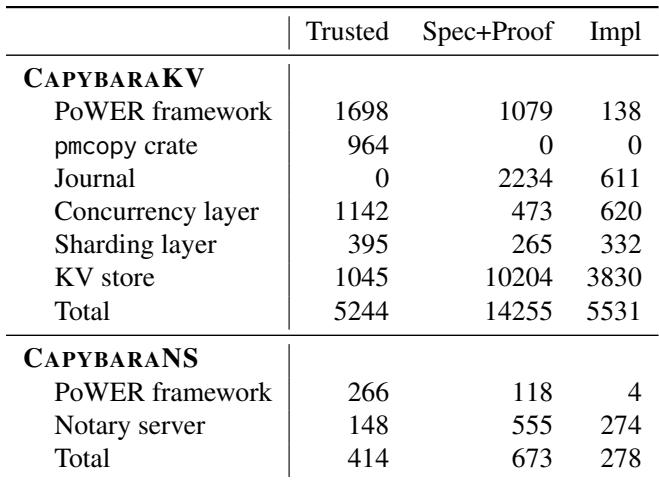 Trusted Spec+Proof Impl
CAPYBARAKV
PoWER framework 1698 1079 138
pmcopy crate 964 0 0
Journal 0 2234 611
Concurrency layer 1142 473 620
Sharding layer 395 265 332
KV store 1045 10204 3830
Total 5244 14255 5531
CAPYBARANS
PoWER framework 266 118 4
Notary server 148 555 274
Total 414 673 278